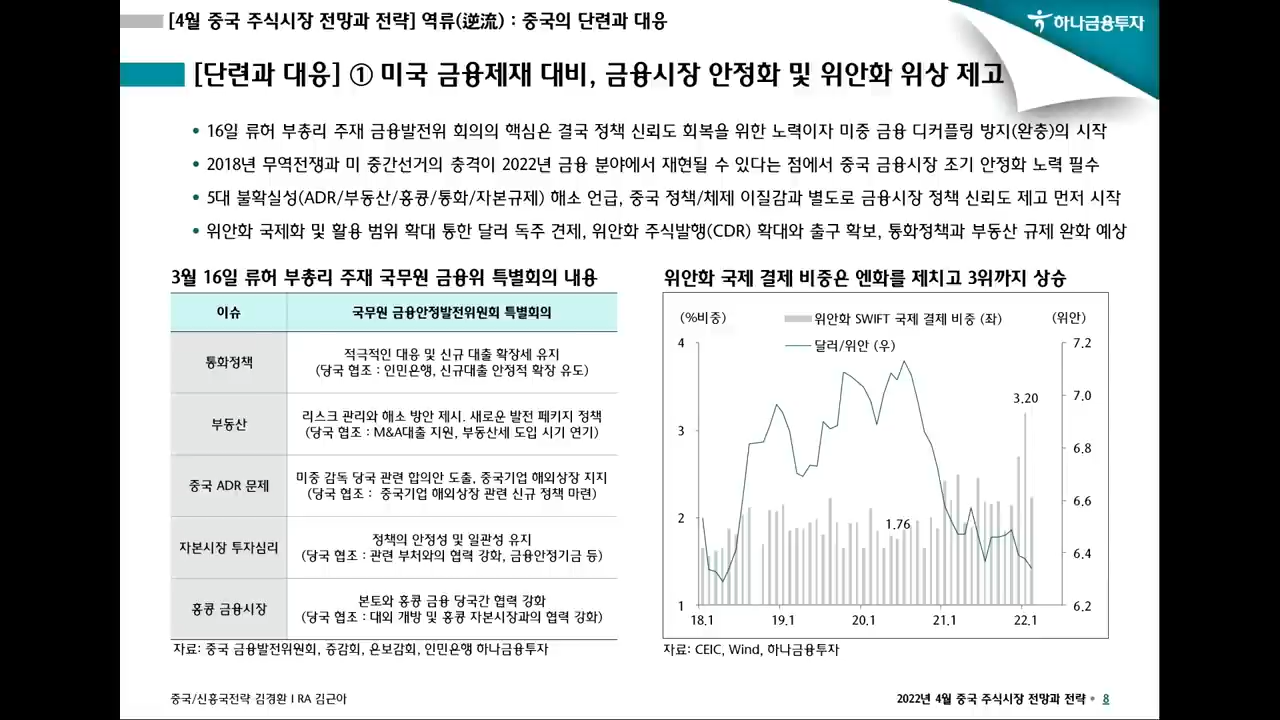 [4월 중국 주식시장 전망과 전략] 역류(逆流) : 중국의 단련과 대응
하나금융투자
[단련과 대응] ① 미국 금융제재 대비, 금융시장 안정화 및 위안화 위상 제고
• 16일 류허 부총리 주재 금융발전위 회의의 핵심은 결국 정책 신뢰도 회복을 위한 노력이자 미중 금융 디커플링 방지(완충)의 시작
• 2018년 무역전쟁과 미 중간선거의 충격이 2022년 금융 분야에서 재현될 수 있다는 점에서 중국 금융시장 조기 안정화 노력 필수
• 5대 불확실성(ADR/부동산/홍콩/통화/자본규제) 해소 언급, 중국 정책/체제 이질감과 별도로 금융시장 정책 신뢰도 제고 먼저 시작
• 위안화 국제화 및 활용 범위 확대 통한 달러 독주 견제, 위안화 주식발행(CDR) 확대와 출구 확보, 통화정책과 부동산 규제 완화 예상
3월 16일 류허 부총리 주재 국무원 금융위 특별회의 내용
이슈 국무원 금융안정발전위원회 특별회의
통화정책
적극적인 대응 및 신규 대출 확장세 유지
(당국 협조 : 인민은행, 신규대출 안정적 확장 유도)
부동산
리스크 관리와 해소 방안 제시. 새로운 발전 페키지 정책
(당국 협조 : M&A대출 지원, 부동산세 도입 시기 연기)
중국 ADR 문제
미중 감독 당국 관련 합의안 도출, 중국기업 해외상장 지지
(당국 협조 : 중국기업 해외상장 관련 신규 정책 마련)
자본시장 투자심리
정책의 안정성 및 일관성 유지
(당국 협조 : 관련 부처와의 협력 강화, 금융안정기금 등)
홍콩 금융시장
본토와 홍콩 금융 당국간 협력 강화
(당국 협조 : 대외 개방 및 홍콩 자본시장과의 협력 강화)
자료: 중국 금융발전위원회, 증감회, 은보감회, 인민은행 하나금융투자
위안화 국제 결제 비중은 엔화를 제치고 3위까지 상승
(%비중) 위안화 SWIFT 국제 결제 비중 (좌) (위안)
달러/위안 (우)
4 7.2
7.0
3.20
3 6.8
6.6
2 1.76
6.4
1 6.2
18.1 19.1 20.1 21.1 22.1
자료: CEIC, Wind, 하나금융투자
중국/신흥국전략 김경환 I RA 김근아
2022년 4월 중국 주식시장 전망과 전략 • 8